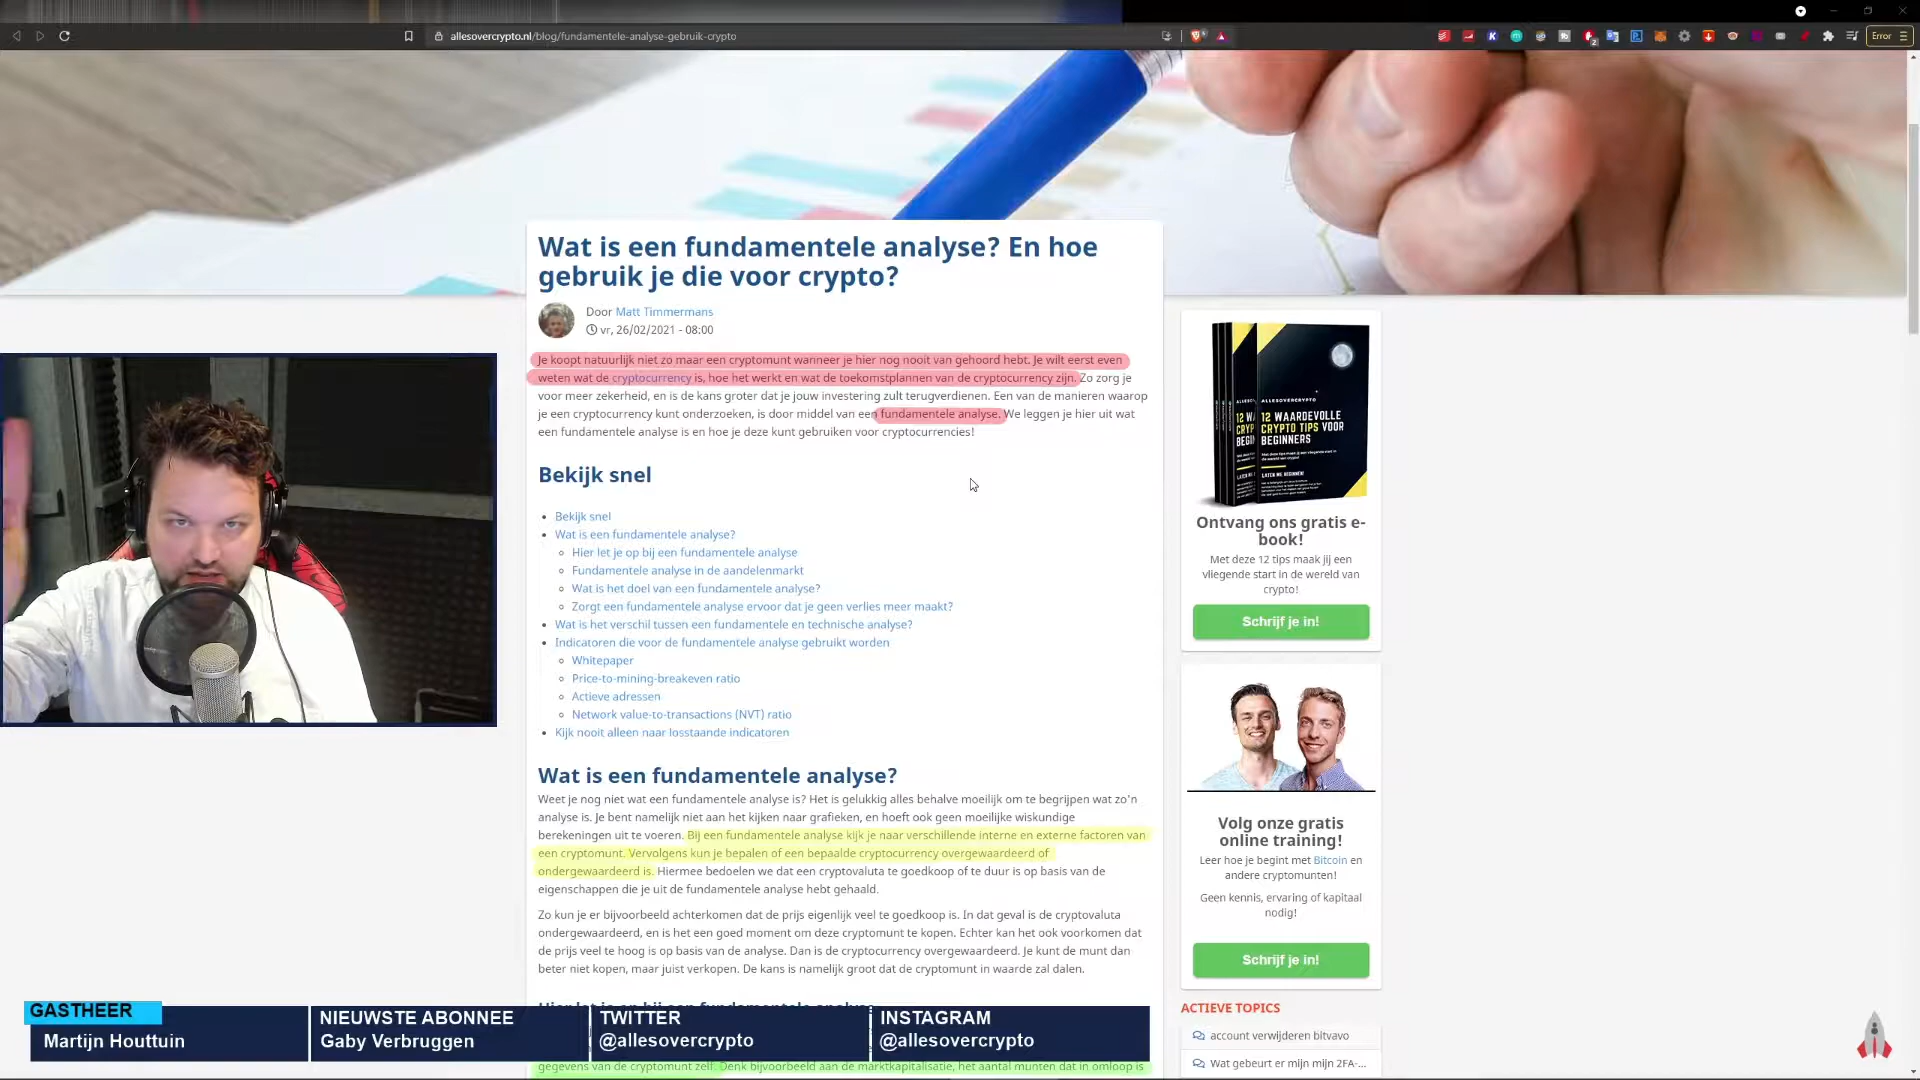 allesovercrypto.nl/blog/fundamentele-analyse-gebruik-crypto
Error
Wat is een fundamentele analyse? En hoe
gebruik je die voor crypto?
Door Matt Timmermans
vr, 26/02/2021 - 08:00
Je koopt natuurlijk niet zo maar een cryptomunt wanneer je hier nog nooit van gehoord hebt. Je wilt eerst even
weten wat de cryptocurrency is, hoe het werkt en wat de toekomstplannen van de cryptocurrency zijn. Zo zorg je
voor meer zekerheid, en is de kans groter dat je jouw investering zult terugverdienen. Een van de manieren waarop
je een cryptocurrency kunt onderzoeken, is door middel van een fundamentele analyse. We leggen je hier uit wat
een fundamentele analyse is en hoe je deze kunt gebruiken voor cryptocurrencies!
Bekijk snel
Bekijk snel
Wat is een fundamentele analyse?
Hier let je op bij een fundamentele analyse
Fundamentele analyse in de aandelenmarkt
Wat is het doel van een fundamentele analyse?
Zorgt een fundamentele analyse ervoor dat je geen verlies meer maakt?
Wat is het verschil tussen een fundamentele en technische analyse?
Indicatoren die voor de fundamentele analyse gebruikt worden
Whitepaper
Price-to-mining-breakeven ratio
Actieve adressen
Network value-to-transactions (NVT) ratio
Kijk nooit alleen naar losstaande indicatoren
Wat is een fundamentele analyse?
Weet je nog niet wat een fundamentele analyse is? Het is gelukkig alles behalve moeilijk om te begrijpen wat zo'n
analyse is. Je bent namelijk niet aan het kijken naar grafieken, en hoeft ook geen moeilijke wiskundige
berekeningen uit te voeren. Bij een fundamentele analyse kijk je naar verschillende interne en externe factoren van
een cryptomunt. Vervolgens kun je bepalen of een bepaalde cryptocurrency overgewaardeerd of
ondergewaardeerd is. Hiermee bedoelen we dat een cryptovaluta te goedkoop of te duur is op basis van de
eigenschappen die je uit de fundamentele analyse hebt gehaald.
Zo kun je er bijvoorbeeld achterkomen dat de prijs eigenlijk veel te goedkoop is. In dat geval is de cryptovaluta
ondergewaardeerd, en is het een goed moment om deze cryptomunt te kopen. Echter kan het ook voorkomen dat
de prijs veel te hoog is op basis van de analyse. Dan is de cryptocurrency overgewaardeerd. Je kunt de munt dan
beter niet kopen, maar juist verkopen. De kans is namelijk groot dat de cryptomunt in waarde zal dalen.
Hier let je op bij een fundamentele analyse
gegevens van de cryptomunt zelf. Denk bijvoorbeeld aan de marktkapitalisatie, het aantal munten dat in omloop is
ALLESOVERCRYPTO
12 WAARDEVOLLE
CRYPTO TIPS VOOR
BEGINNERS
Ontvang ons gratis e-
book!
Met deze 12 tips maak jij een
vliegende start in de wereld van
crypto!
Schrijf je in!
Volg onze gratis
online training!
Leer hoe je begint met Bitcoin en
andere cryptomunten!
Geen kennis, ervaring of kapitaal
nodig!
Schrijf je in!
ACTIEVE TOPICS
account verwijderen bitvavo
Wat gebeurt er mijn mijn 2FA-...
GASTHEER
Martijn Houttuin
NIEUWSTE ABONNEE
Gaby Verbruggen
TWITTER
@allesovercrypto
INSTAGRAM
@allesovercrypto